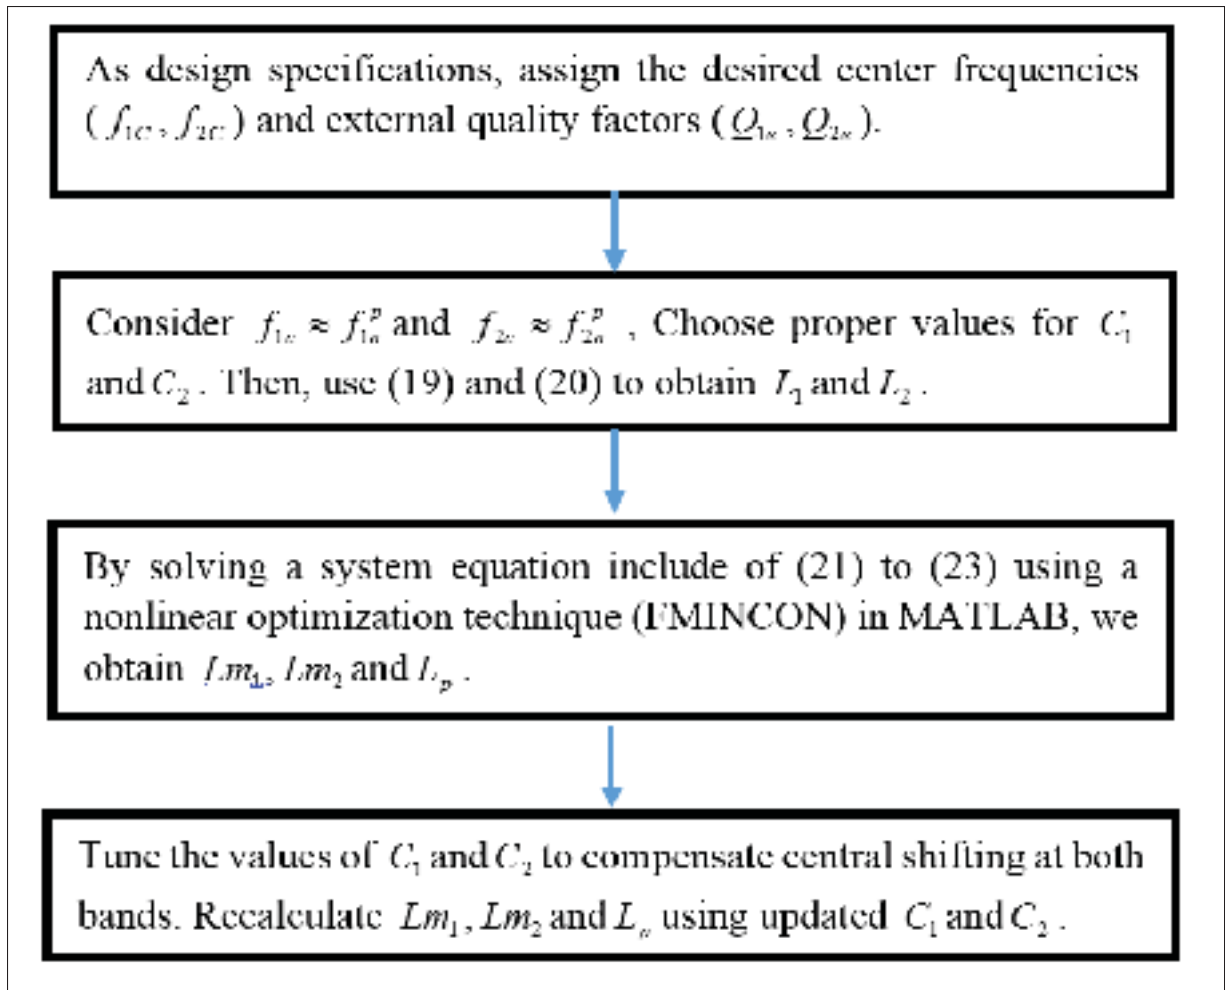 As design specifications, assign the desired center frequencies
( f₁C , f₂C ) and external quality factors ( Q₁ₑ , Q₂ₑ ).
Consider f₁ₒ ≈ f₁ₒᵖ and f₂ₒ ≈ f₂ₒᵖ , Choose proper values for C₁
and C₂ . Then, use (19) and (20) to obtain L₁ and L₂ .
By solving a system equation include of (21) to (23) using a
nonlinear optimization technique (FMINCON) in MATLAB, we
obtain Lm₁, Lm₂ and Lₚ .
Tune the values of C₁ and C₂ to compensate central shifting at both
bands. Recalculate Lm₁ , Lm₂ and Lₚ using updated C₁ and C₂ .